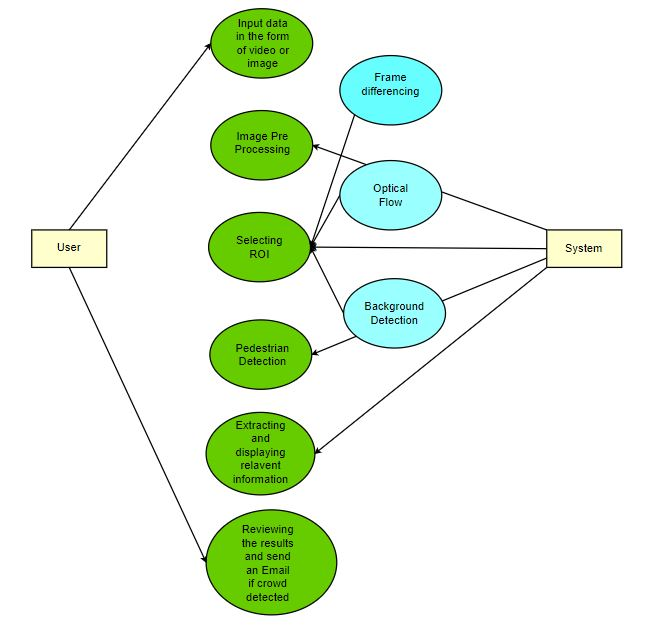 Input data
in the form
of video or
image
Frame
differencing
Image Pre
Processing
Optical
Flow
User
Selecting
ROI
System
Background
Detection
Pedestrian
Detection
Extracting
and
displaying
relavent
information
Reviewing
the results
and send
an Email
if crowd
detected